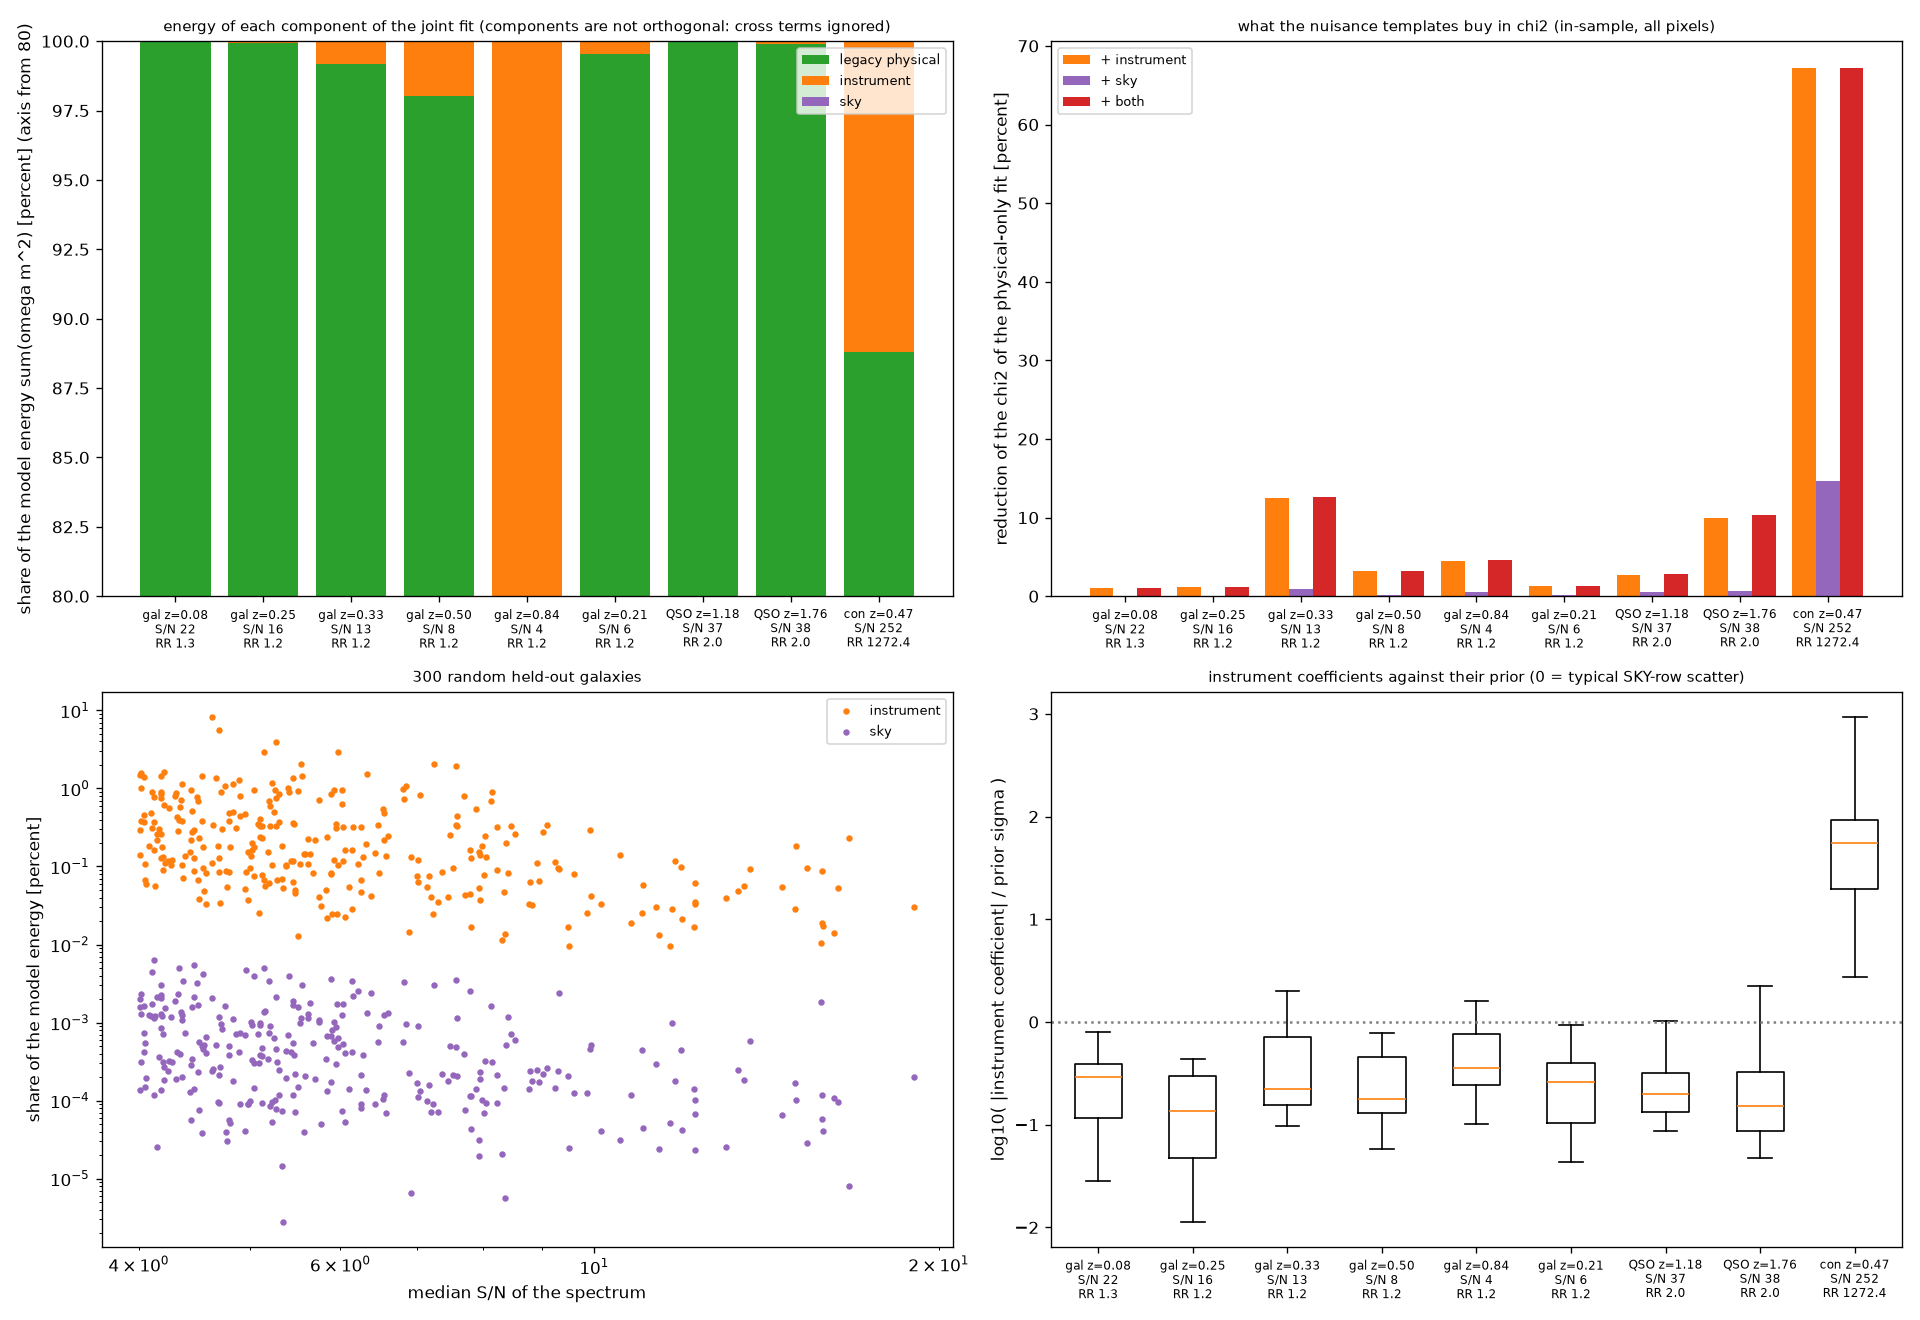 energy of each component of the joint fit (components are not orthogonal: cross terms ignored)
share of the model energy sum(omega m^2) [percent] (axis from 80)
100.0
97.5
95.0
92.5
90.0
87.5
85.0
82.5
80.0
legacy physical
instrument
sky
gal z=0.08
S/N 22
RR 1.3
gal z=0.25
S/N 16
RR 1.2
gal z=0.33
S/N 13
RR 1.2
gal z=0.50
S/N 8
RR 1.2
gal z=0.84
S/N 4
RR 1.2
gal z=0.21
S/N 6
RR 1.2
QSO z=1.18
S/N 37
RR 2.0
QSO z=1.76
S/N 38
RR 2.0
con z=0.47
S/N 252
RR 1272.4
what the nuisance templates buy in chi2 (in-sample, all pixels)
reduction of the chi2 of the physical-only fit [percent]
70
60
50
40
30
20
10
0
+ instrument
+ sky
+ both
gal z=0.08
S/N 22
RR 1.3
gal z=0.25
S/N 16
RR 1.2
gal z=0.33
S/N 13
RR 1.2
gal z=0.50
S/N 8
RR 1.2
gal z=0.84
S/N 4
RR 1.2
gal z=0.21
S/N 6
RR 1.2
QSO z=1.18
S/N 37
RR 2.0
QSO z=1.76
S/N 38
RR 2.0
con z=0.47
S/N 252
RR 1272.4
300 random held-out galaxies
share of the model energy [percent]
10^1
10^0
10^−1
10^−2
10^−3
10^−4
10^−5
instrument
sky
4 × 10^0
6 × 10^0
10^1
2 × 10^1
median S/N of the spectrum
instrument coefficients against their prior (0 = typical SKY-row scatter)
log10( |instrument coefficient| / prior sigma )
3
2
1
0
−1
−2
gal z=0.08
S/N 22
RR 1.3
gal z=0.25
S/N 16
RR 1.2
gal z=0.33
S/N 13
RR 1.2
gal z=0.50
S/N 8
RR 1.2
gal z=0.84
S/N 4
RR 1.2
gal z=0.21
S/N 6
RR 1.2
QSO z=1.18
S/N 37
RR 2.0
QSO z=1.76
S/N 38
RR 2.0
con z=0.47
S/N 252
RR 1272.4